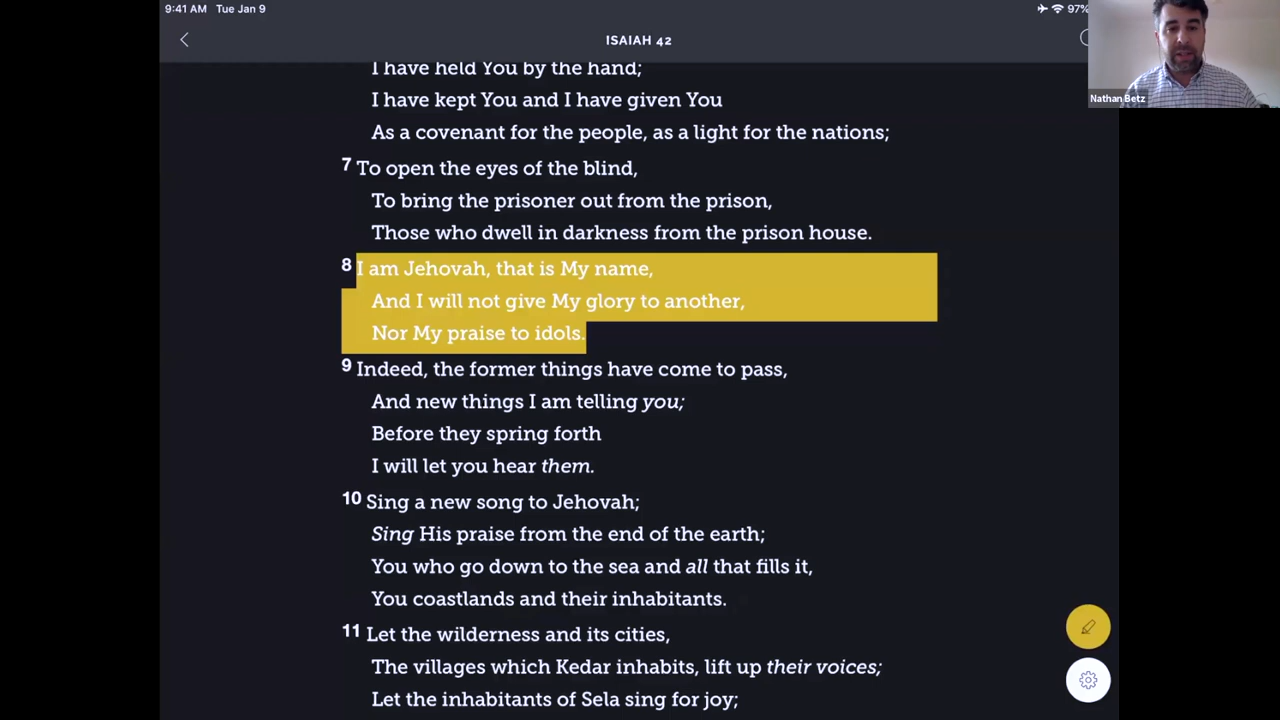 9:41 AM Tue Jan 9
97%
ISAIAH 42
Nathan Betz
I have held You by the hand;
I have kept You and I have given You
As a covenant for the people, as a light for the nations;
7 To open the eyes of the blind,
To bring the prisoner out from the prison,
Those who dwell in darkness from the prison house.
8 I am Jehovah, that is My name,
And I will not give My glory to another,
Nor My praise to idols.
9 Indeed, the former things have come to pass,
And new things I am telling you;
Before they spring forth
I will let you hear them.
10 Sing a new song to Jehovah;
Sing His praise from the end of the earth;
You who go down to the sea and all that fills it,
You coastlands and their inhabitants.
11 Let the wilderness and its cities,
The villages which Kedar inhabits, lift up their voices;
Let the inhabitants of Sela sing for joy;